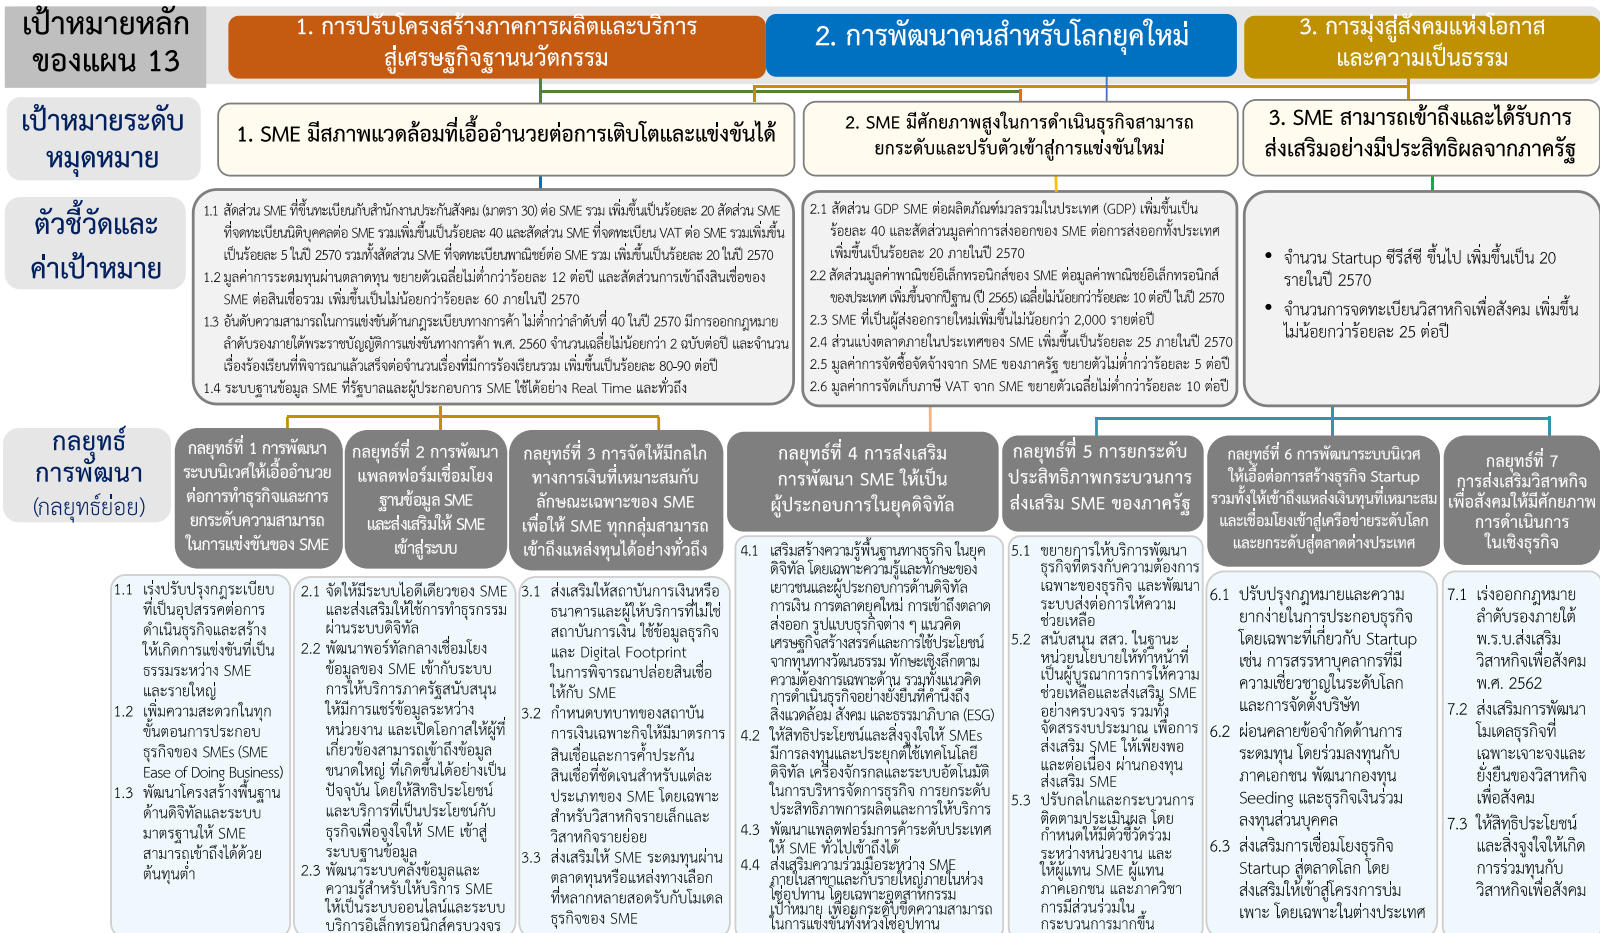 เป้าหมายหลัก
ของแผน 13
1. การปรับโครงสร้างภาคการผลิตและบริการ
สู่เศรษฐกิจฐานนวัตกรรม
2. การพัฒนาคนสำหรับโลกยุคใหม่
3. การมุ่งสู่สังคมแห่งโอกาส
และความเป็นธรรม
เป้าหมายระดับ
หมุดหมาย
1. SME มีสภาพแวดล้อมที่เอื้ออำนวยต่อการเติบโตและแข่งขันได้
2. SME มีศักยภาพสูงในการดำเนินธุรกิจสามารถ
ยกระดับและปรับตัวเข้าสู่การแข่งขันใหม่
3. SME สามารถเข้าถึงและได้รับการ
ส่งเสริมอย่างมีประสิทธิผลจากภาครัฐ
ตัวชี้วัดและ
ค่าเป้าหมาย
1.1 สัดส่วน SME ที่ขึ้นทะเบียนกับสำนักงานประกันสังคม (มาตรา 30) ต่อ SME รวม เพิ่มขึ้นเป็นร้อยละ 20 สัดส่วน SME
ที่จดทะเบียนนิติบุคคลต่อ SME รวมเพิ่มขึ้นเป็นร้อยละ 40 และสัดส่วน SME ที่จดทะเบียน VAT ต่อ SME รวมเพิ่มขึ้น
เป็นร้อยละ 5 ในปี 2570 รวมทั้งสัดส่วน SME ที่จดทะเบียนพาณิชย์ต่อ SME รวม เพิ่มขึ้นเป็นร้อยละ 20 ในปี 2570
1.2 มูลค่าการระดมทุนผ่านตลาดทุน ขยายตัวเฉลี่ยไม่ต่ำกว่าร้อยละ 12 ต่อปี และสัดส่วนการเข้าถึงสินเชื่อของ
SME ต่อสินเชื่อรวม เพิ่มขึ้นเป็นไม่น้อยกว่าร้อยละ 60 ภายในปี 2570
1.3 อันดับความสามารถในการแข่งขันด้านกฎระเบียบทางการค้า ไม่ต่ำกว่าลำดับที่ 40 ในปี 2570 มีการออกกฎหมาย
ลำดับรองภายใต้พระราชบัญญัติการแข่งขันทางการค้า พ.ศ. 2560 จำนวนเฉลี่ยไม่น้อยกว่า 2 ฉบับต่อปี และจำนวน
เรื่องร้องเรียนที่พิจารณาแล้วเสร็จต่อจำนวนเรื่องที่มีการร้องเรียนรวม เพิ่มขึ้นเป็นร้อยละ 80-90 ต่อปี
1.4 ระบบฐานข้อมูล SME ที่รัฐบาลและผู้ประกอบการ SME ใช้ได้อย่าง Real Time และทั่วถึง
2.1 สัดส่วน GDP SME ต่อผลิตภัณฑ์มวลรวมในประเทศ (GDP) เพิ่มขึ้นเป็น
ร้อยละ 40 และสัดส่วนมูลค่าการส่งออกของ SME ต่อการส่งออกทั้งประเทศ
เพิ่มขึ้นเป็นร้อยละ 20 ภายในปี 2570
2.2 สัดส่วนมูลค่าพาณิชย์อิเล็กทรอนิกส์ของ SME ต่อมูลค่าพาณิชย์อิเล็กทรอนิกส์
ของประเทศ เพิ่มขึ้นจากปีฐาน (ปี 2565) เฉลี่ยไม่น้อยกว่าร้อยละ 10 ต่อปี ในปี 2570
2.3 SME ที่เป็นผู้ส่งออกรายใหม่เพิ่มขึ้นไม่น้อยกว่า 2,000 รายต่อปี
2.4 ส่วนแบ่งตลาดภายในประเทศของ SME เพิ่มขึ้นเป็นร้อยละ 25 ภายในปี 2570
2.5 มูลค่าการจัดซื้อจัดจ้างจาก SME ของภาครัฐ ขยายตัวไม่ต่ำกว่าร้อยละ 5 ต่อปี
2.6 มูลค่าการจัดเก็บภาษี VAT จาก SME ขยายตัวเฉลี่ยไม่ต่ำกว่าร้อยละ 10 ต่อปี
• จำนวน Startup ซีรีส์ซี ขึ้นไป เพิ่มขึ้นเป็น 20
รายในปี 2570
• จำนวนการจดทะเบียนวิสาหกิจเพื่อสังคม เพิ่มขึ้น
ไม่น้อยกว่าร้อยละ 25 ต่อปี
กลยุทธ์
การพัฒนา
(กลยุทธ์ย่อย)
กลยุทธ์ที่ 1 การพัฒนา
ระบบนิเวศให้เอื้ออำนวย
ต่อการทำธุรกิจและการ
ยกระดับความสามารถ
ในการแข่งขันของ SME
กลยุทธ์ที่ 2 การพัฒนา
แพลตฟอร์มเชื่อมโยง
ฐานข้อมูล SME
และส่งเสริมให้ SME
เข้าสู่ระบบ
กลยุทธ์ที่ 3 การจัดให้มีกลไก
ทางการเงินที่เหมาะสมกับ
ลักษณะเฉพาะของ SME
เพื่อให้ SME ทุกกลุ่มสามารถ
เข้าถึงแหล่งทุนได้อย่างทั่วถึง
กลยุทธ์ที่ 4 การส่งเสริม
การพัฒนา SME ให้เป็น
ผู้ประกอบการในยุคดิจิทัล
กลยุทธ์ที่ 5 การยกระดับ
ประสิทธิภาพกระบวนการ
ส่งเสริม SME ของภาครัฐ
กลยุทธ์ที่ 6 การพัฒนาระบบนิเวศ
ให้เอื้อต่อการสร้างธุรกิจ Startup
รวมทั้งให้เข้าถึงแหล่งเงินทุนที่เหมาะสม
และเชื่อมโยงเข้าสู่เครือข่ายระดับโลก
และยกระดับสู่ตลาดต่างประเทศ
กลยุทธ์ที่ 7
การส่งเสริมวิสาหกิจ
เพื่อสังคมให้มีศักยภาพ
การดำเนินการ
ในเชิงธุรกิจ
1.1 เร่งปรับปรุงกฎระเบียบ
ที่เป็นอุปสรรคต่อการ
ดำเนินธุรกิจและสร้าง
ให้เกิดการแข่งขันที่เป็น
ธรรมระหว่าง SME
และรายใหญ่
1.2 เพิ่มความสะดวกในทุก
ขั้นตอนการประกอบ
ธุรกิจของ SMEs (SME
Ease of Doing Business)
1.3 พัฒนาโครงสร้างพื้นฐาน
ด้านดิจิทัลและระบบ
มาตรฐานให้ SME
สามารถเข้าถึงได้ด้วย
ต้นทุนต่ำ
2.1 จัดให้มีระบบไอดีเดียวของ SME
และส่งเสริมให้ใช้การทำธุรกรรม
ผ่านระบบดิจิทัล
2.2 พัฒนาพอร์ทัลกลางเชื่อมโยง
ข้อมูลของ SME เข้ากับระบบ
การให้บริการภาครัฐสนับสนุน
ให้มีการแชร์ข้อมูลระหว่าง
หน่วยงาน และเปิดโอกาสให้ผู้ที่
เกี่ยวข้องสามารถเข้าถึงข้อมูล
ขนาดใหญ่ ที่เกิดขึ้นได้อย่างเป็น
ปัจจุบัน โดยให้สิทธิประโยชน์
และบริการที่เป็นประโยชน์กับ
ธุรกิจเพื่อจูงใจให้ SME เข้าสู่
ระบบฐานข้อมูล
2.3 พัฒนาระบบคลังข้อมูลและ
ความรู้สำหรับให้บริการ SME
ให้เป็นระบบออนไลน์และระบบ
บริการอิเล็กทรอนิกส์ครบวงจร
3.1 ส่งเสริมให้สถาบันการเงินหรือ
ธนาคารและผู้ให้บริการที่ไม่ใช่
สถาบันการเงิน ใช้ข้อมูลธุรกิจ
และ Digital Footprint
ในการพิจารณาปล่อยสินเชื่อ
ให้กับ SME
3.2 กำหนดบทบาทของสถาบัน
การเงินเฉพาะกิจให้มีมาตรการ
สินเชื่อและการค้ำประกัน
สินเชื่อที่ชัดเจนสำหรับแต่ละ
ประเภทของ SME โดยเฉพาะ
สำหรับวิสาหกิจรายเล็กและ
วิสาหกิจรายย่อย
3.3 ส่งเสริมให้ SME ระดมทุนผ่าน
ตลาดทุนหรือแหล่งทางเลือก
ที่หลากหลายสอดรับกับโมเดล
ธุรกิจของ SME
4.1 เสริมสร้างความรู้พื้นฐานทางธุรกิจ ในยุค
ดิจิทัล โดยเฉพาะความรู้และทักษะของ
เยาวชนและผู้ประกอบการด้านดิจิทัล
การเงิน การตลาดยุคใหม่ การเข้าถึงตลาด
ส่งออก รูปแบบธุรกิจต่าง ๆ แนวคิด
เศรษฐกิจสร้างสรรค์และการใช้ประโยชน์
จากทุนทางวัฒนธรรม ทักษะเชิงลึกตาม
ความต้องการเฉพาะด้าน รวมทั้งแนวคิด
การดำเนินธุรกิจอย่างยั่งยืนที่คำนึงถึง
สิ่งแวดล้อม สังคม และธรรมาภิบาล (ESG)
4.2 ให้สิทธิประโยชน์และสิ่งจูงใจให้ SMEs
มีการลงทุนและประยุกต์ใช้เทคโนโลยี
ดิจิทัล เครื่องจักรกลและระบบอัตโนมัติ
ในการบริหารจัดการธุรกิจ การยกระดับ
ประสิทธิภาพการผลิตและการให้บริการ
4.3 พัฒนาแพลตฟอร์มการค้าระดับประเทศ
ให้ SME ทั่วไปเข้าถึงได้
4.4 ส่งเสริมความร่วมมือระหว่าง SME
ภายในสาขาและกับรายใหญ่ภายในห่วง
โซ่อุปทาน โดยเฉพาะอุตสาหกรรม
เป้าหมาย เพื่อยกระดับขีดความสามารถ
ในการแข่งขันทั้งห่วงโซ่อุปทาน
5.1 ขยายการให้บริการพัฒนา
ธุรกิจที่ตรงกับความต้องการ
เฉพาะของธุรกิจ และพัฒนา
ระบบส่งต่อการให้ความ
ช่วยเหลือ
5.2 สนับสนุน สสว. ในฐานะ
หน่วยนโยบายให้ทำหน้าที่
เป็นผู้บูรณาการการให้ความ
ช่วยเหลือและส่งเสริม SME
อย่างครบวงจร รวมทั้ง
จัดสรรงบประมาณ เพื่อการ
ส่งเสริม SME ให้เพียงพอ
และต่อเนื่อง ผ่านกองทุน
ส่งเสริม SME
5.3 ปรับกลไกและกระบวนการ
ติดตามประเมินผล โดย
กำหนดให้มีตัวชี้วัดร่วม
ระหว่างหน่วยงาน และ
ให้ผู้แทน SME ผู้แทน
ภาคเอกชน และภาควิชา
การมีส่วนร่วมใน
กระบวนการมากขึ้น
6.1 ปรับปรุงกฎหมายและความ
ยากง่ายในการประกอบธุรกิจ
โดยเฉพาะที่เกี่ยวกับ Startup
เช่น การสรรหาบุคลากรที่มี
ความเชี่ยวชาญในระดับโลก
และการจัดตั้งบริษัท
6.2 ผ่อนคลายข้อจำกัดด้านการ
ระดมทุน โดยร่วมลงทุนกับ
ภาคเอกชน พัฒนากองทุน
Seeding และธุรกิจเงินร่วม
ลงทุนส่วนบุคคล
6.3 ส่งเสริมการเชื่อมโยงธุรกิจ
Startup สู่ตลาดโลก โดย
ส่งเสริมให้เข้าสู่โครงการบ่ม
เพาะ โดยเฉพาะในต่างประเทศ
7.1 เร่งออกกฎหมาย
ลำดับรองภายใต้
พ.ร.บ.ส่งเสริม
วิสาหกิจเพื่อสังคม
พ.ศ. 2562
7.2 ส่งเสริมการพัฒนา
โมเดลธุรกิจที่
เฉพาะเจาะจงและ
ยั่งยืนของวิสาหกิจ
เพื่อสังคม
7.3 ให้สิทธิประโยชน์
และสิ่งจูงใจให้เกิด
การร่วมทุนกับ
วิสาหกิจเพื่อสังคม